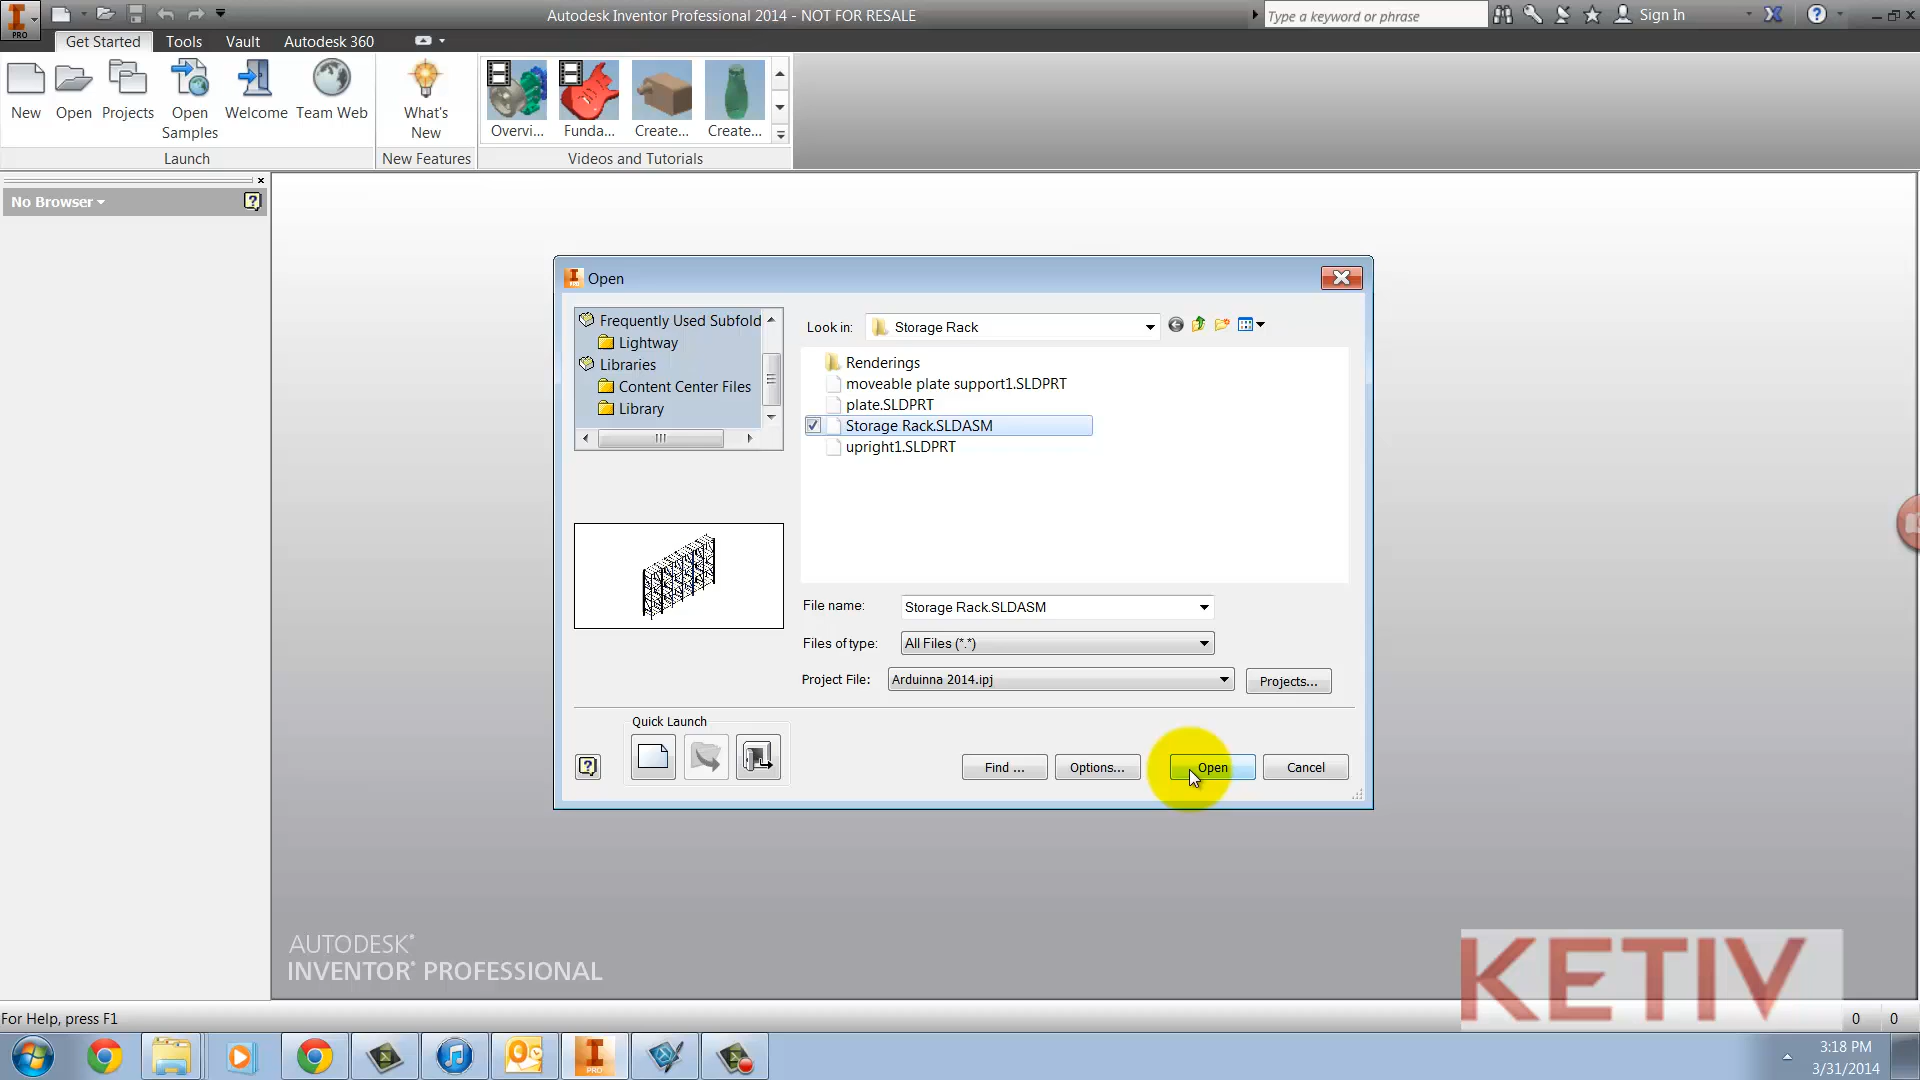 Autodesk Inventor Professional 2014 - NOT FOR RESALE
Type a keyword or phrase
Sign In
PRO
Get Started Tools Vault Autodesk 360
New Open Projects Open Samples Welcome Team Web What's New Overvi... Funda... Create... Create...
Launch New Features Videos and Tutorials
No Browser
Open
Frequently Used Subfold
Lightway
Libraries
Content Center Files
Library
Look in: Storage Rack
Renderings
moveable plate support1.SLDPRT
plate.SLDPRT
Storage Rack.SLDASM
upright1.SLDPRT
File name: Storage Rack.SLDASM
Files of type: All Files (*.*)
Project File: Arduinna 2014.ipj Projects...
Quick Launch
Find ... Options... Open Cancel
AUTODESK®
INVENTOR® PROFESSIONAL
KETIV
For Help, press F1 0 0
PRO
3:18 PM
3/31/2014